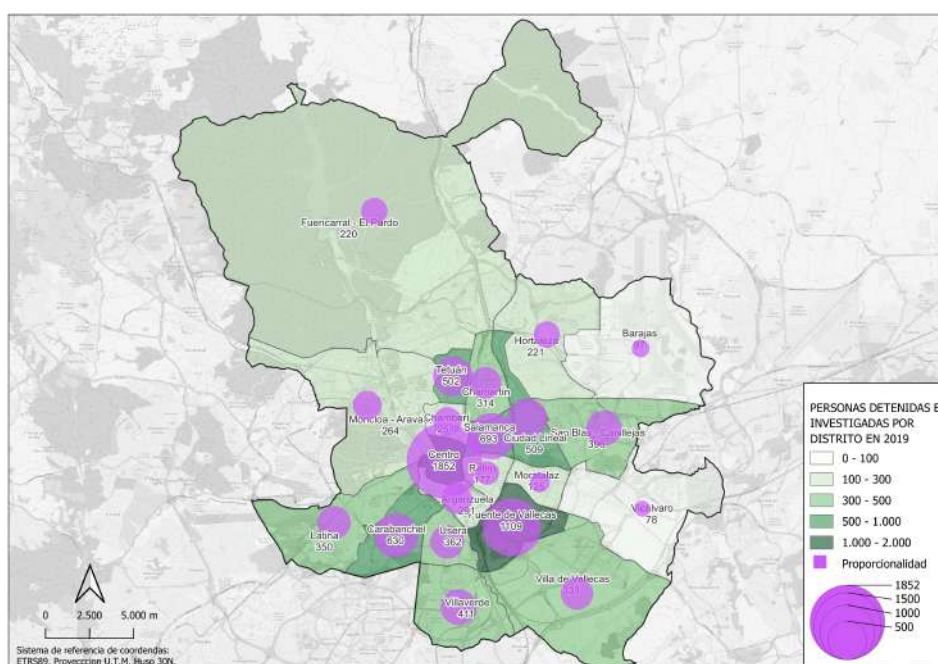 Fuencarral - El Pardo
220
Barajas
Hortaleza
221
Tetuán
502
Chamartín
314
Moncloa - Arava
264
Chamberí
Salamanca
693
Ciudad Lineal
509
San Blas - Canillejas
Centro
1852
Retiro
177
Moratalaz
Arganzuela
Puente de Vallecas
1109
Vicálvaro
78
Latina
350
Carabanchel
630
Usera
362
Villa de Vallecas
Villaverde
411
PERSONAS DETENIDAS E
INVESTIGADAS POR
DISTRITO EN 2019
0 - 100
100 - 300
300 - 500
500 - 1.000
1.000 - 2.000
Proporcionalidad
1852
1500
1000
500
0 2.500 5.000 m
Sistema de referencia de coordendas:
ETRS89. Proyecccion U.T.M. Huso 30N.